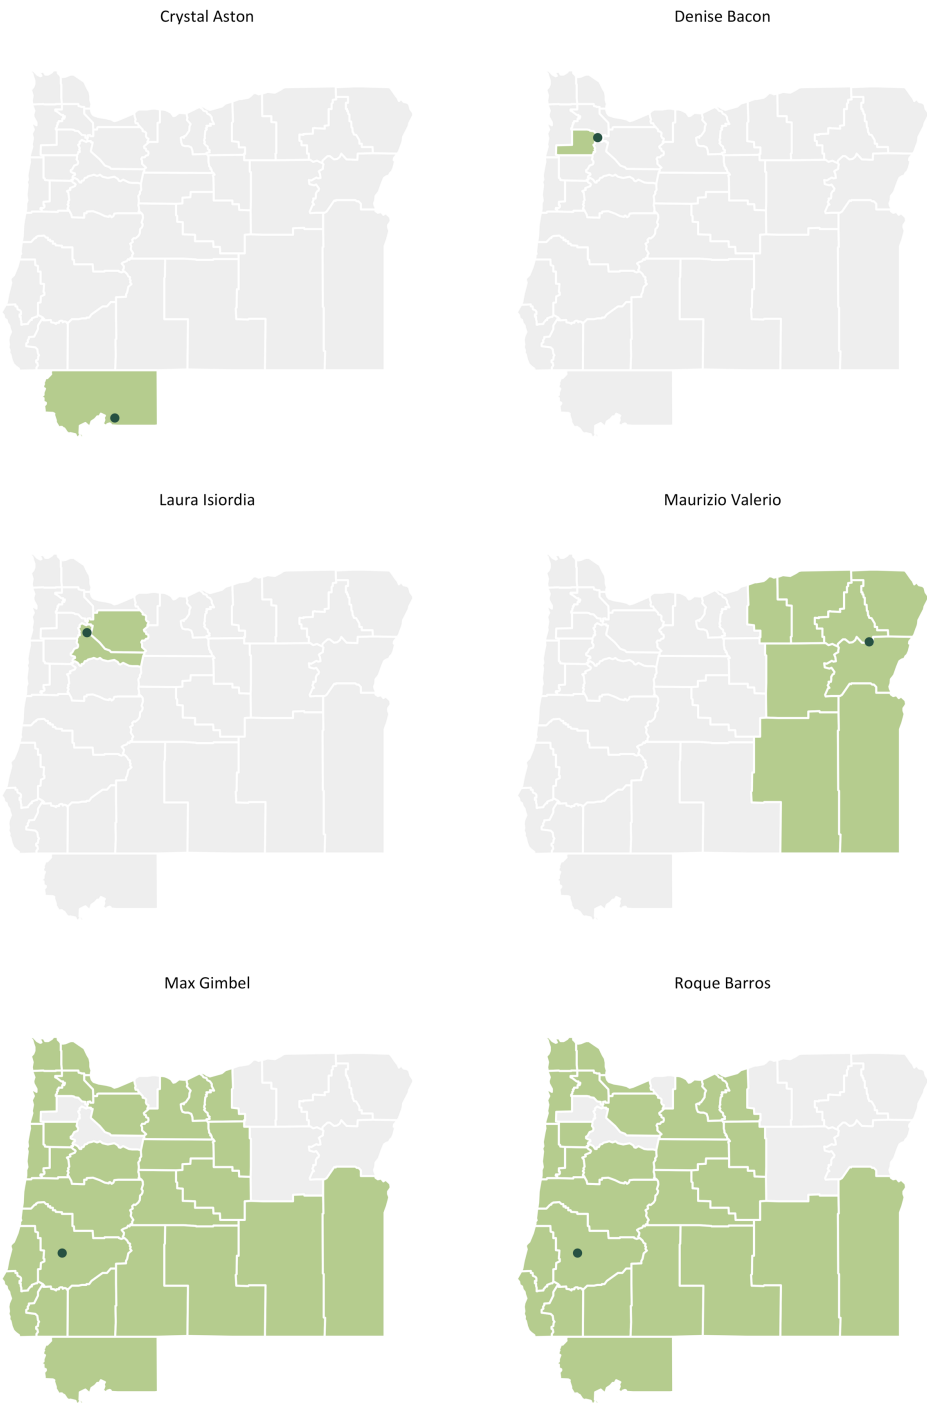 Crystal Aston
Denise Bacon
Laura Isiordia
Maurizio Valerio
Max Gimbel
Roque Barros